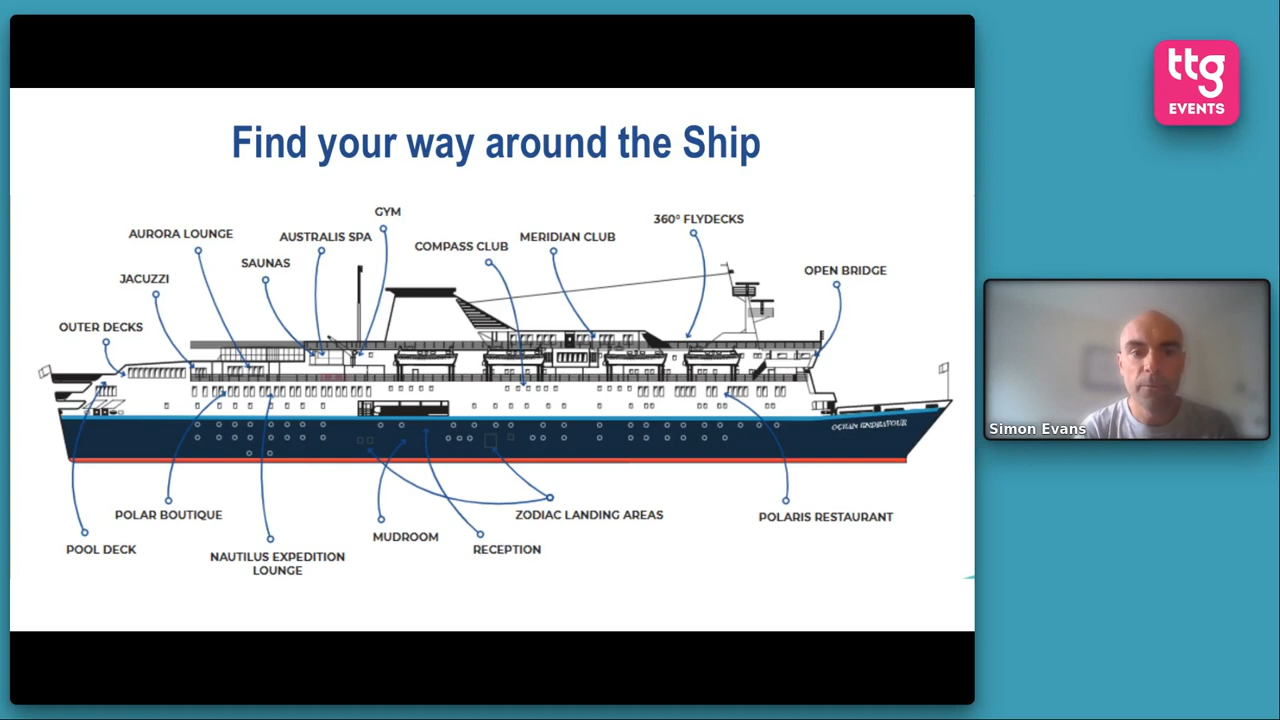 Find your way around the Ship
GYM
360° FLYDECKS
AURORA LOUNGE
AUSTRALIS SPA
MERIDIAN CLUB
COMPASS CLUB
SAUNAS
OPEN BRIDGE
JACUZZI
OUTER DECKS
OCEAN ENDEAVOUR
POLAR BOUTIQUE
ZODIAC LANDING AREAS
POLARIS RESTAURANT
MUDROOM
POOL DECK
RECEPTION
NAUTILUS EXPEDITION
LOUNGE
ttg
EVENTS
Simon Evans